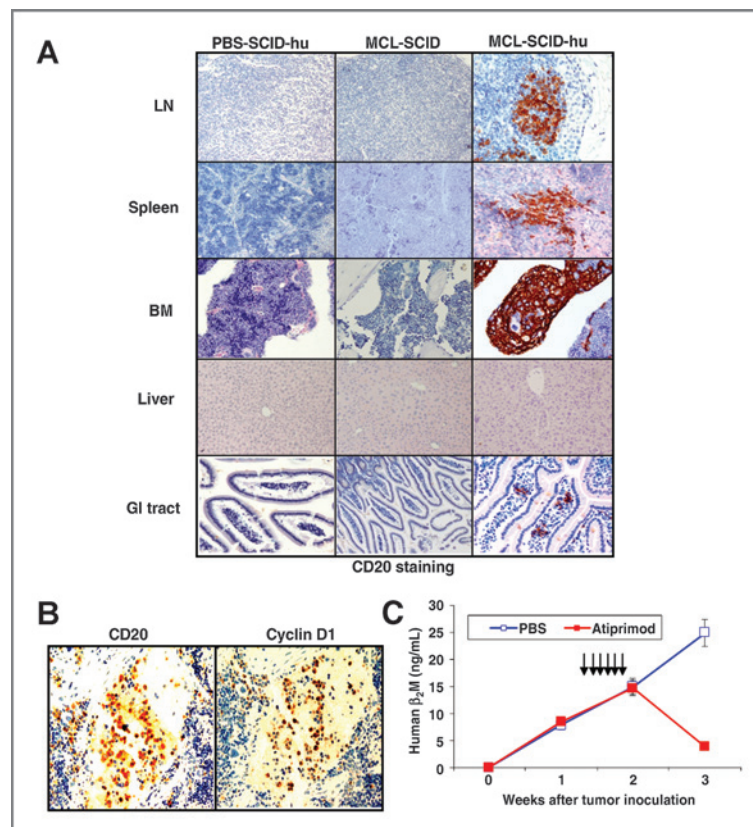 A
PBS-SCID-hu MCL-SCID MCL-SCID-hu
LN
Spleen
BM
Liver
GI tract
CD20 staining
B
CD20 Cyclin D1
C
PBS Atiprimod
Human β₂M (ng/mL)
30
25
20
15
10
5
0
0 1 2 3
Weeks after tumor inoculation